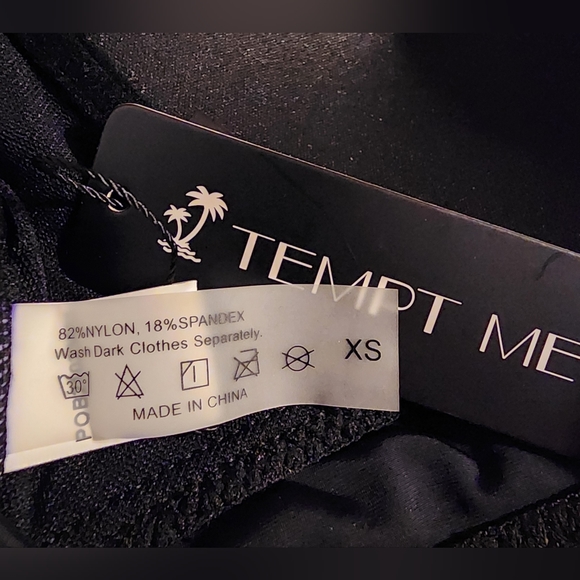 TEMPT ME
82%NYLON, 18%SPANDEX
Wash Dark Clothes Separately.
30°
XS
MADE IN CHINA